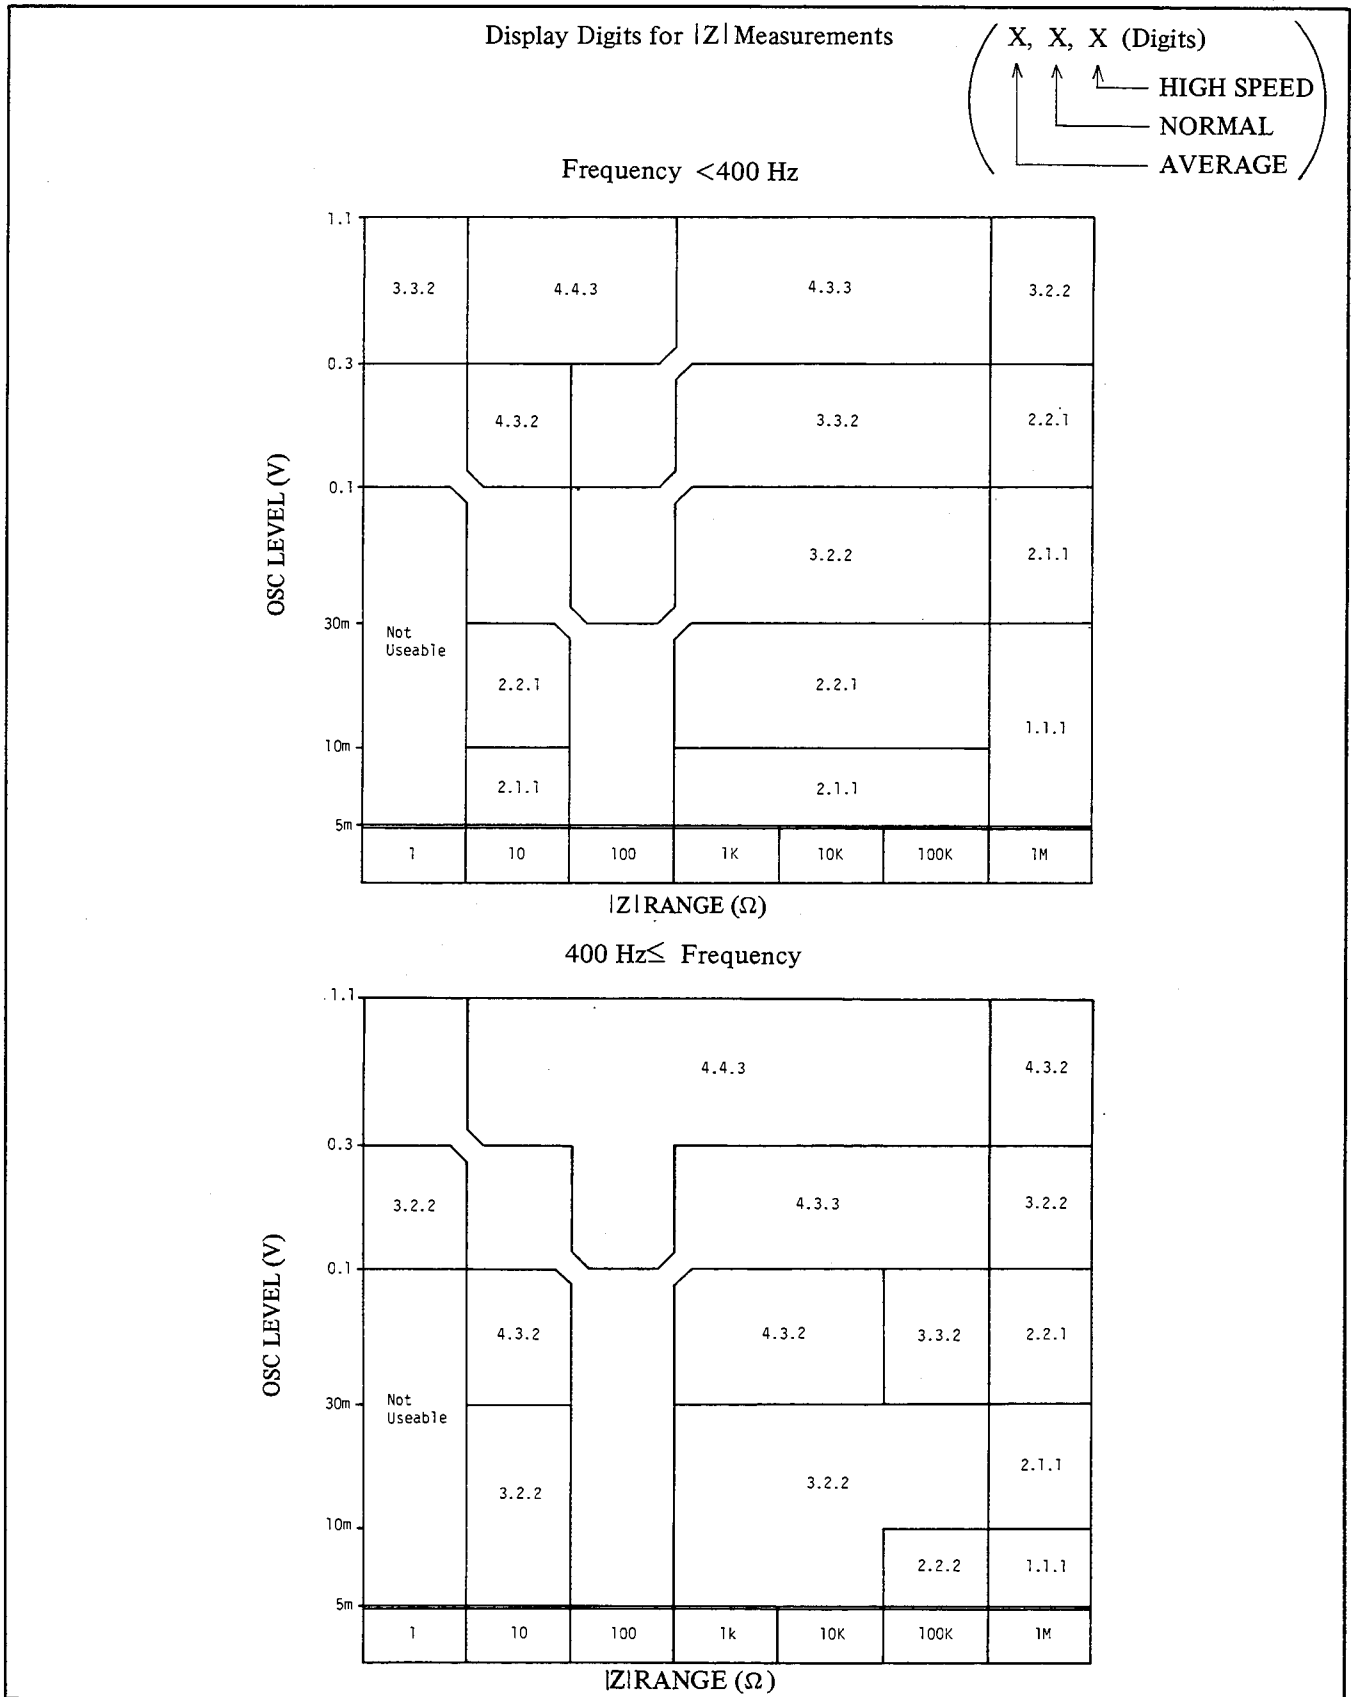 Display Digits for |Z| Measurements
X, X, X (Digits)
HIGH SPEED
NORMAL
AVERAGE
Frequency <400 Hz
1.1
3.3.2
4.4.3
4.3.3
3.2.2
0.3
4.3.2
3.3.2
2.2.1
OSC LEVEL (V)
0.1
3.2.2
2.1.1
30m
Not
Useable
2.2.1
2.2.1
1.1.1
10m
2.1.1
2.1.1
5m
1
10
100
1K
10K
100K
1M
|Z| RANGE (Ω)
400 Hz≦ Frequency
1.1
4.4.3
4.3.2
0.3
3.2.2
4.3.3
3.2.2
OSC LEVEL (V)
0.1
4.3.2
4.3.2
3.3.2
2.2.1
30m
Not
Useable
2.1.1
3.2.2
3.2.2
10m
2.2.2
1.1.1
5m
1
10
100
1k
10K
100K
1M
|Z| RANGE (Ω)